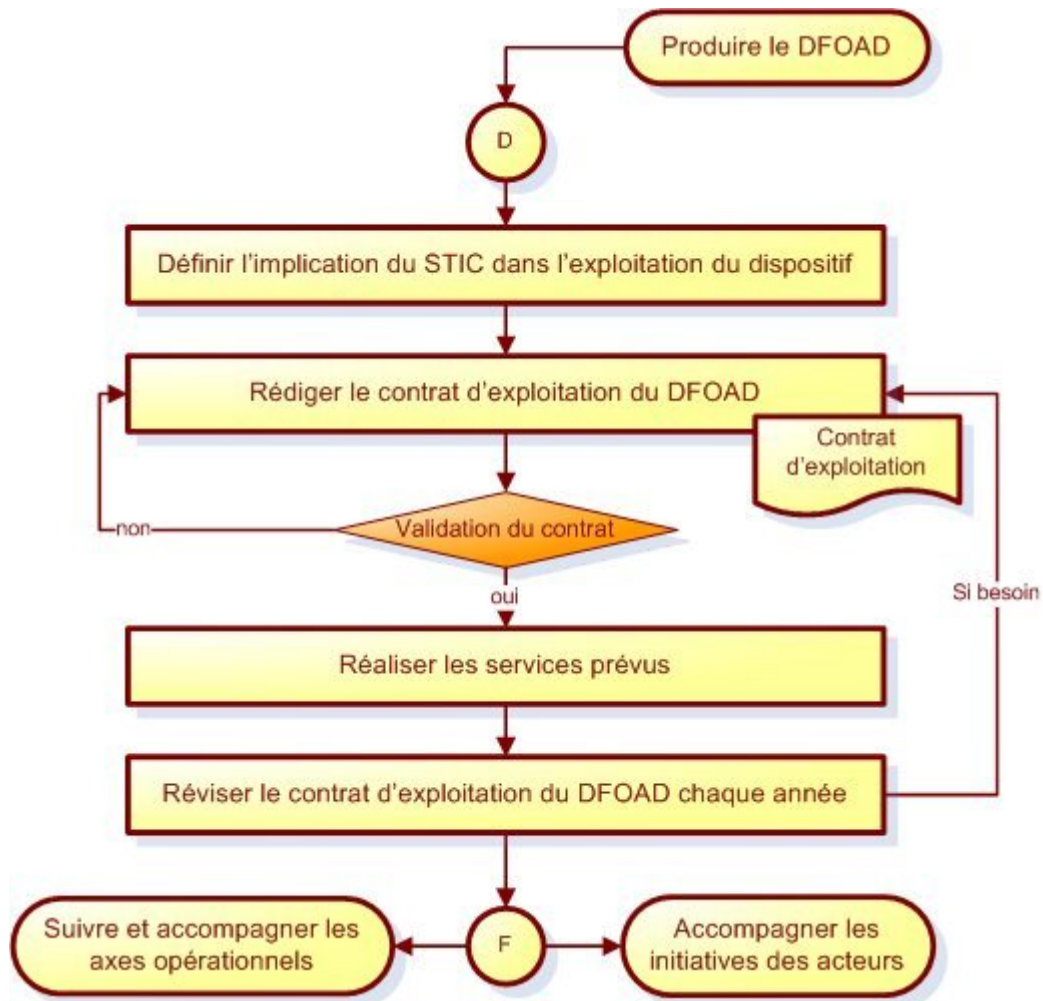 Produire le DFOAD
D
Définir l'implication du STIC dans l'exploitation du dispositif
Rédiger le contrat d'exploitation du DFOAD
Contrat
d'exploitation
Validation du contrat
non
oui
Si besoin
Réaliser les services prévus
Réviser le contrat d'exploitation du DFOAD chaque année
Suivre et accompagner les
axes opérationnels
F
Accompagner les
initiatives des acteurs